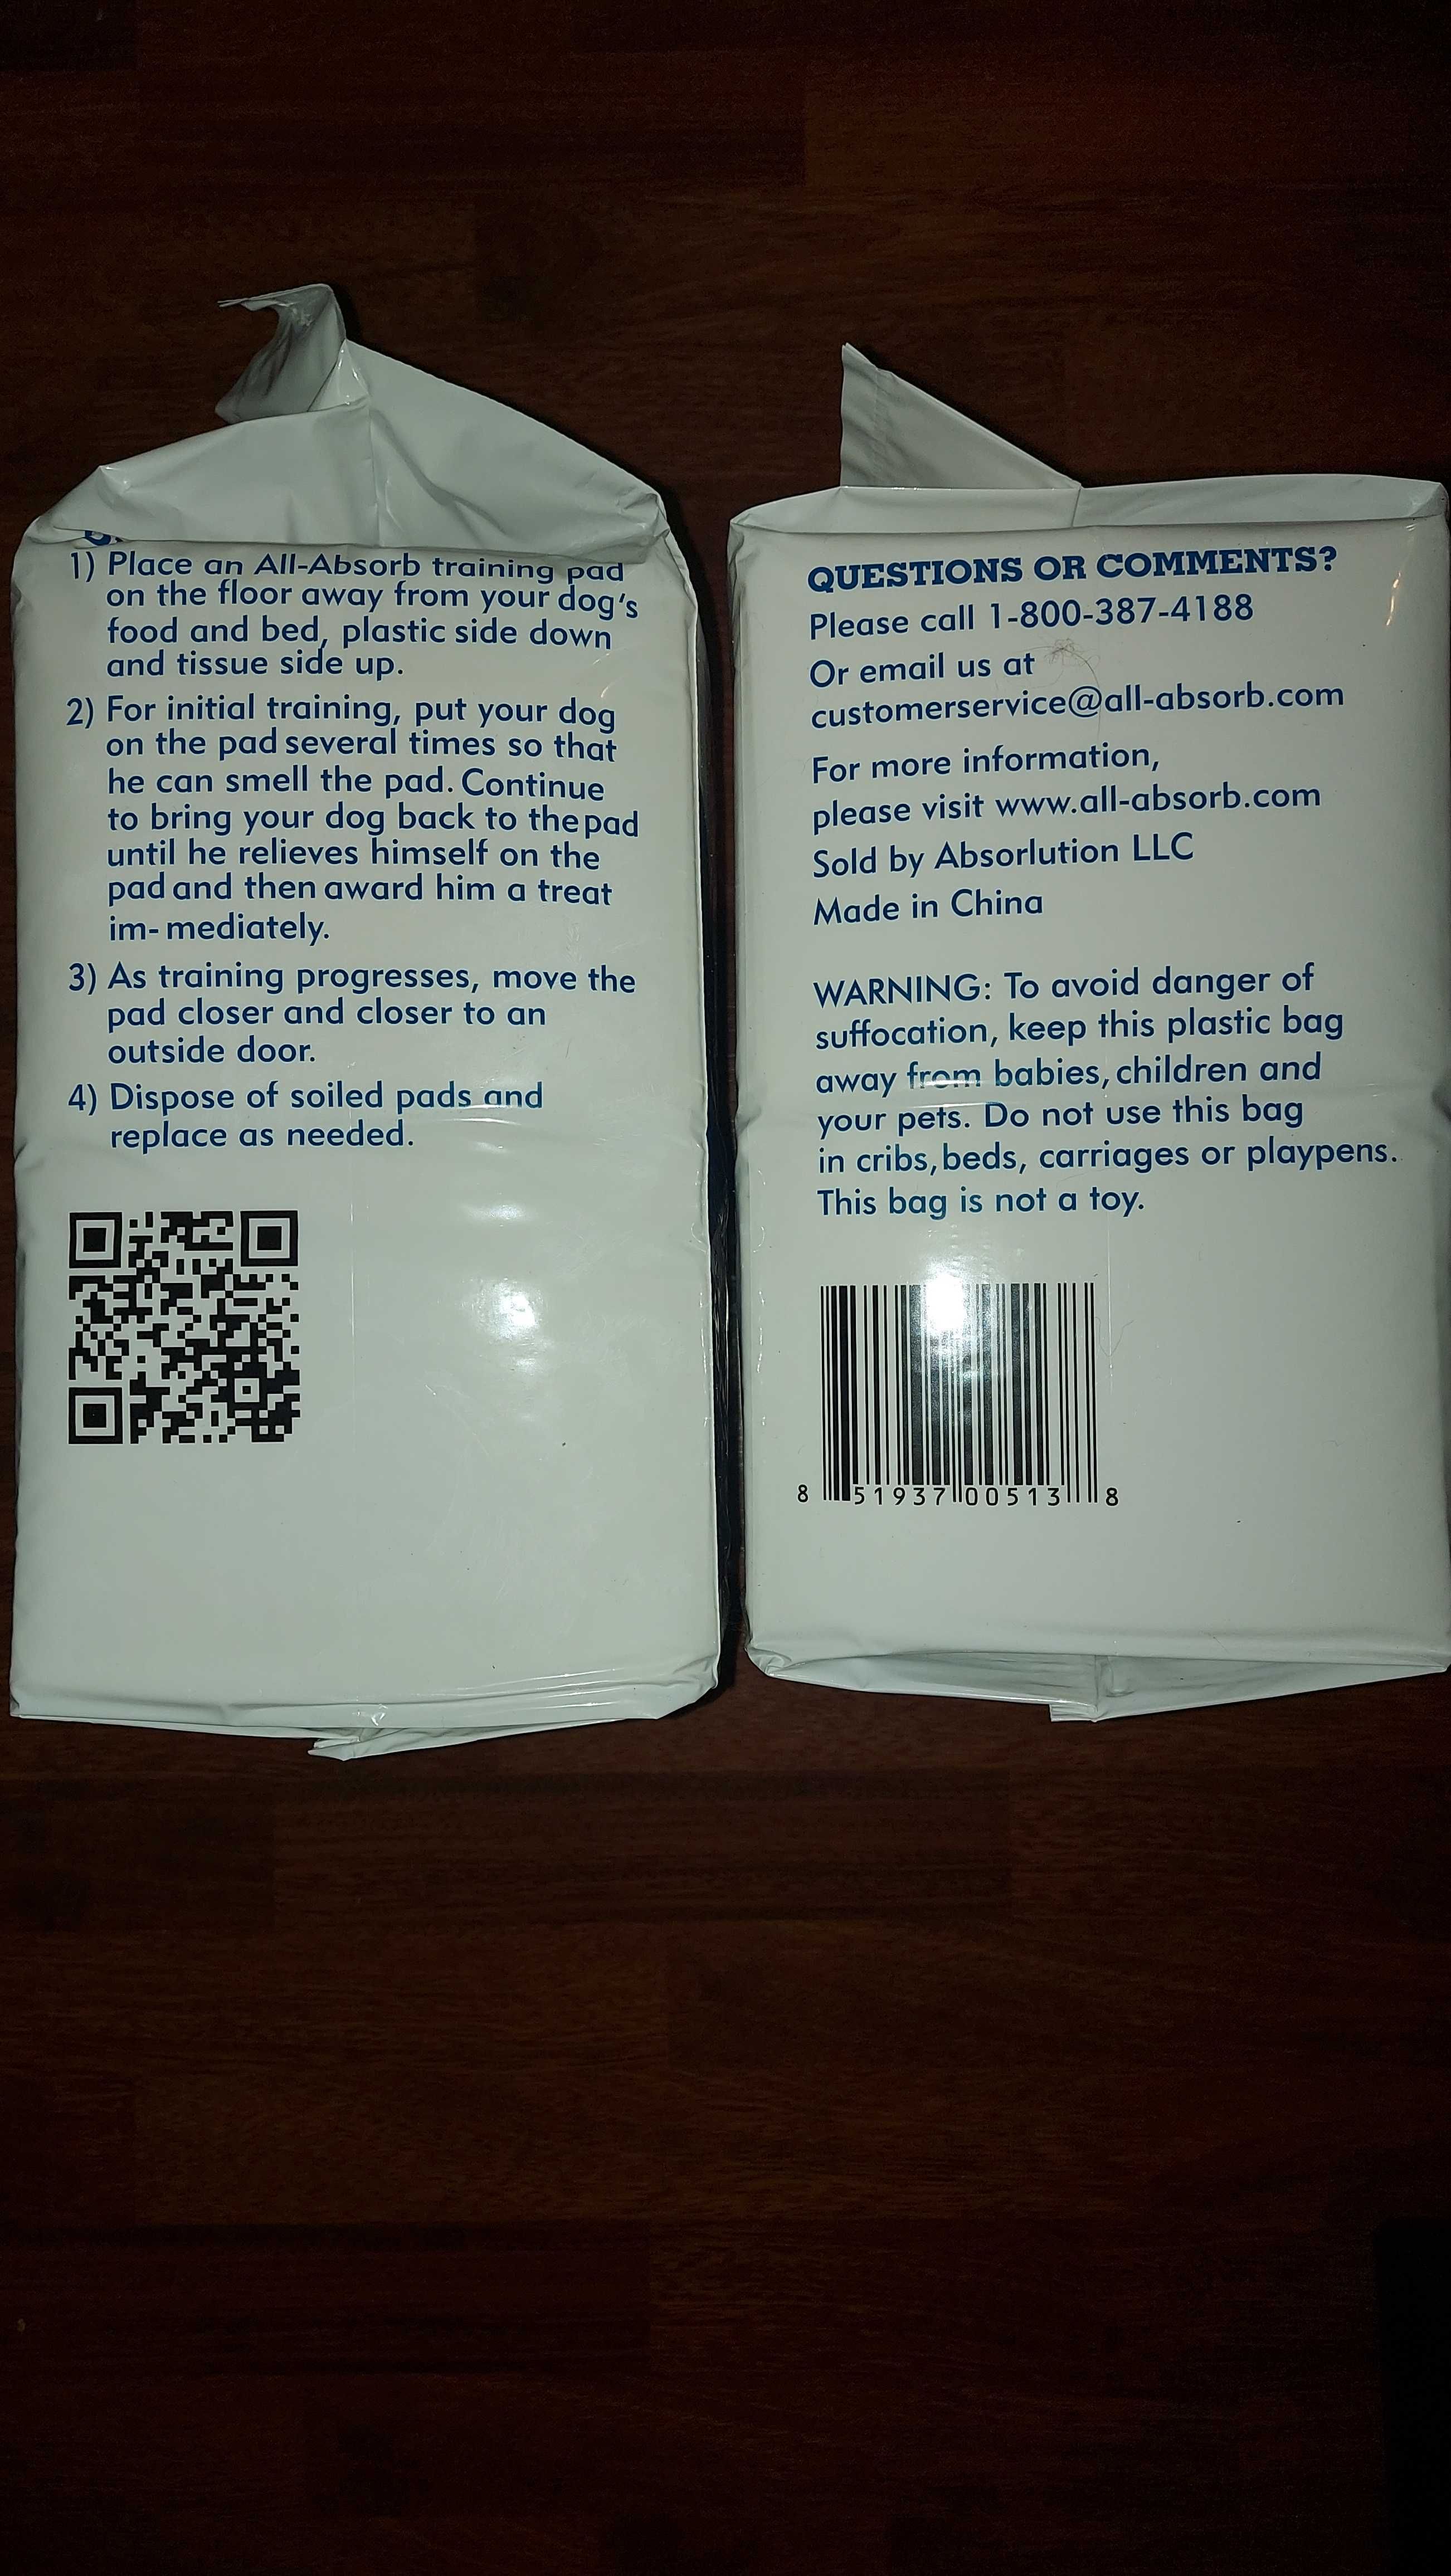 1) Place an All-Absorb training pad
on the floor away from your dog's
food and bed, plastic side down
and tissue side up.
2) For initial training, put your dog
on the pad several times so that
he can smell the pad. Continue
to bring your dog back to the pad
until he relieves himself on the
pad and then award him a treat
im- mediately.
3) As training progresses, move the
pad closer and closer to an
outside door.
4) Dispose of soiled pads and
replace as needed.
QUESTIONS OR COMMENTS?
Please call 1-800-387-4188
Or email us at
customerservice@all-absorb.com
For more information,
please visit www.all-absorb.com
Sold by Absorlution LLC
Made in China
WARNING: To avoid danger of
suffocation, keep this plastic bag
away from babies, children and
your pets. Do not use this bag
in cribs, beds, carriages or playpens.
This bag is not a toy.
8 51937 00513 8